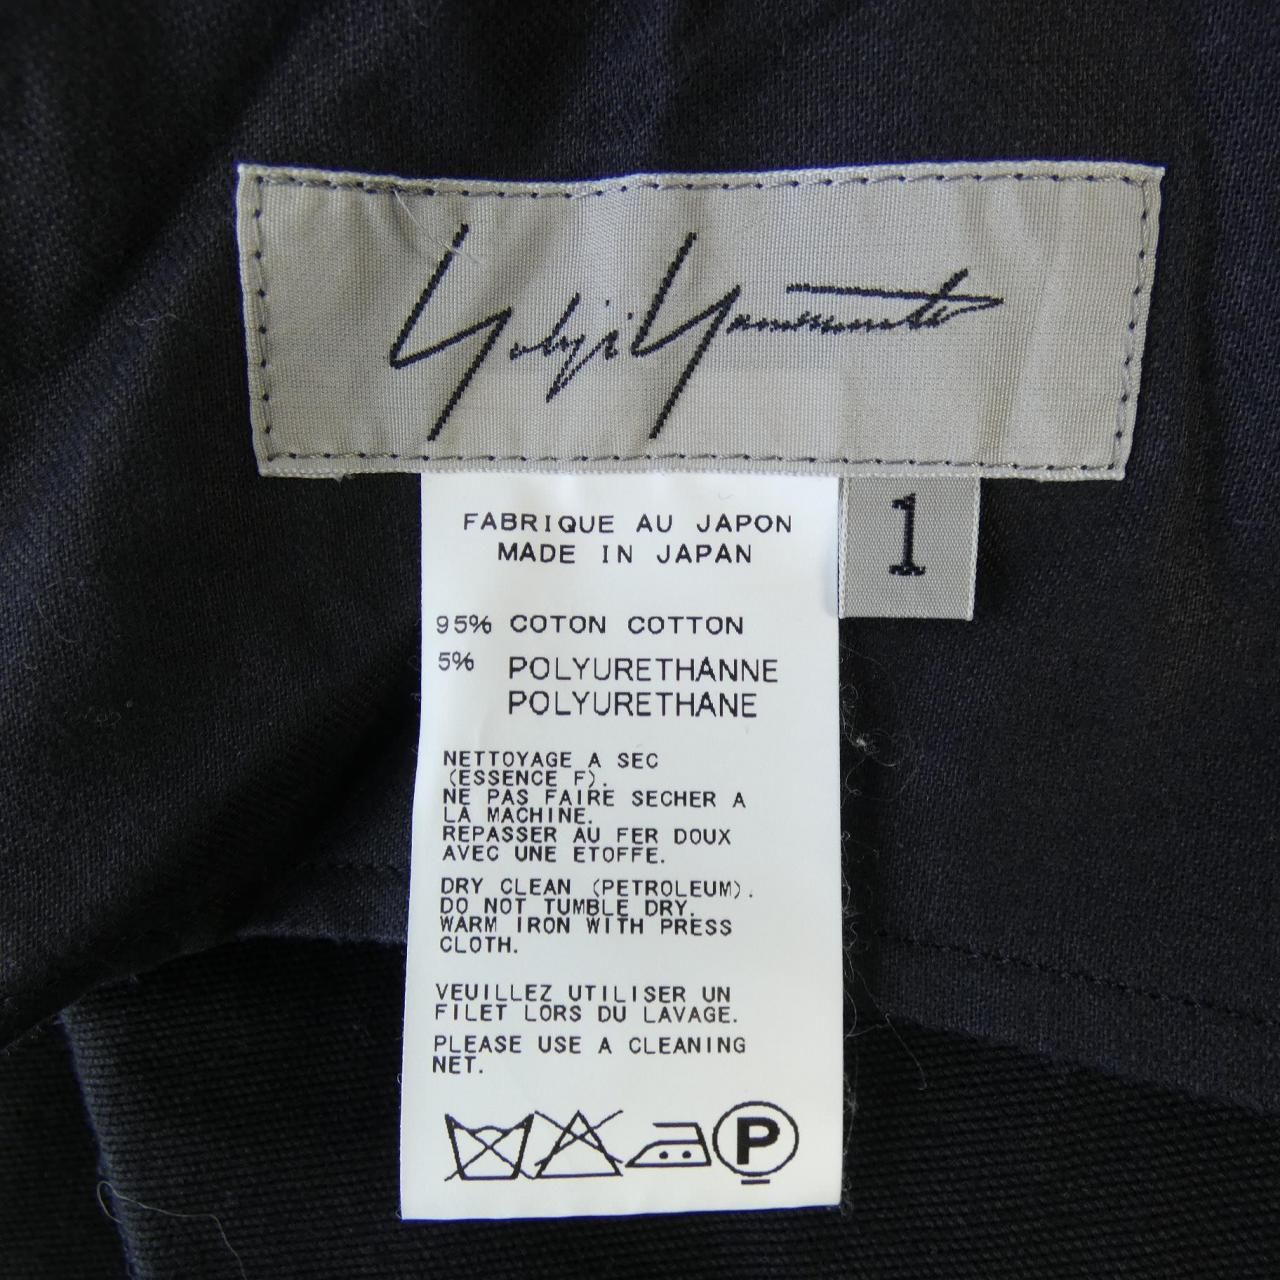 Yohji Yamamoto
1
FABRIQUE AU JAPON
MADE IN JAPAN
95% COTON COTTON
5% POLYURETHANNE
POLYURETHANE
NETTOYAGE A SEC
(ESSENCE F).
NE PAS FAIRE SECHER A
LA MACHINE.
REPASSER AU FER DOUX
AVEC UNE ETOFFE.
DRY CLEAN (PETROLEUM).
DO NOT TUMBLE DRY.
WARM IRON WITH PRESS
CLOTH.
VEUILLEZ UTILISER UN
FILET LORS DU LAVAGE.
PLEASE USE A CLEANING
NET.
P